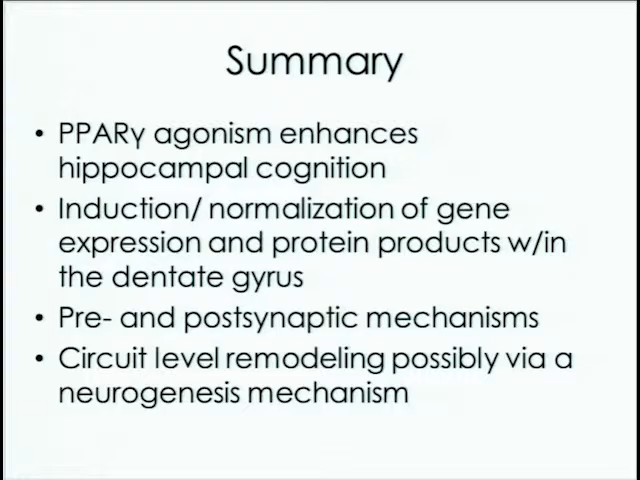 Summary
• PPARγ agonism enhances
hippocampal cognition
• Induction/ normalization of gene
expression and protein products w/in
the dentate gyrus
• Pre- and postsynaptic mechanisms
• Circuit level remodeling possibly via a
neurogenesis mechanism